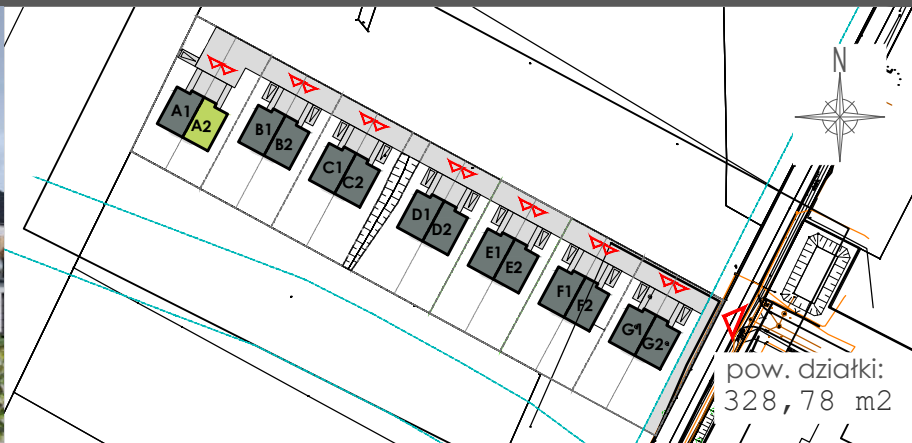 N
A1
A2
B1
B2
C1
C2
D1
D2
E1
E2
F1
F2
G1
G2
pow. działki:
328,78 m2